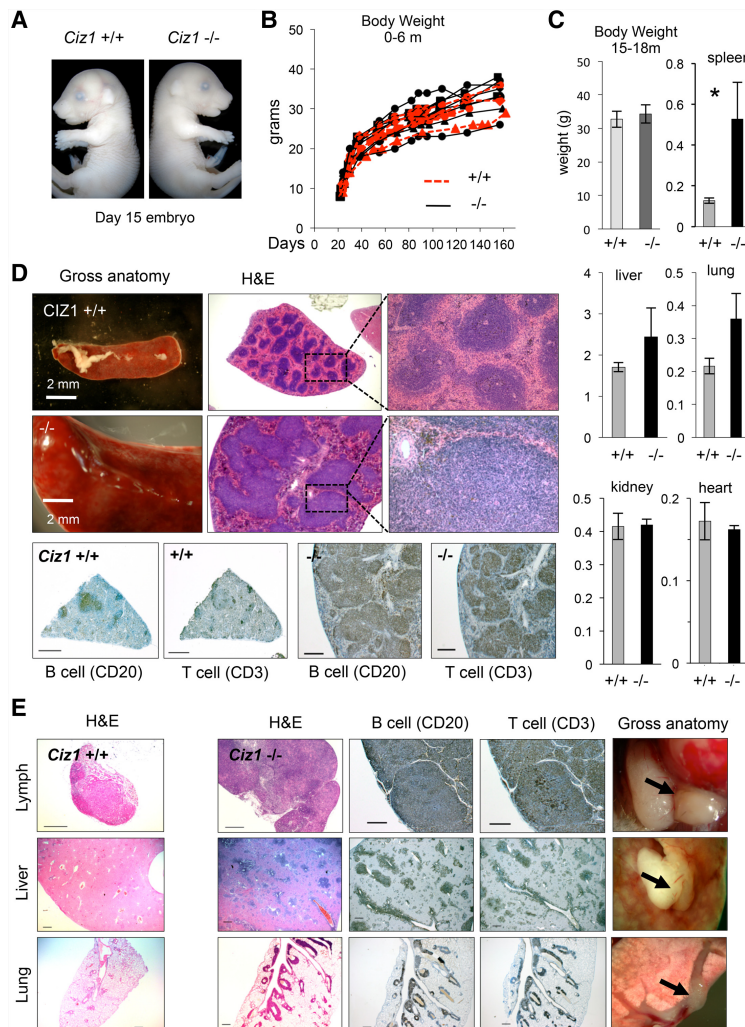 A
Ciz1 +/+
Ciz1 -/-
Day 15 embryo
B
Body Weight
0-6 m
grams
50
40
30
20
10
0
+/+
-/-
Days 0 20 40 60 80 100 120 140 160
C
Body Weight
15-18m
weight (g)
50
40
30
20
10
0
+/+ -/-
spleen
*
0.8
0.6
0.4
0.2
0
+/+ -/-
liver
4
3
2
1
0
+/+ -/-
lung
0.5
0.4
0.3
0.2
0.1
0
+/+ -/-
kidney
0.5
0.4
0.3
0.2
0.1
0
+/+ -/-
heart
0.2
0.1
0
+/+ -/-
D
Gross anatomy
H&E
CIZ1 +/+
2 mm
-/-
2 mm
Ciz1 +/+
+/+
-/-
-/-
B cell (CD20)
T cell (CD3)
B cell (CD20)
T cell (CD3)
E
H&E
H&E
B cell (CD20)
T cell (CD3)
Gross anatomy
Lymph
Ciz1 +/+
Ciz1 -/-
Liver
Lung